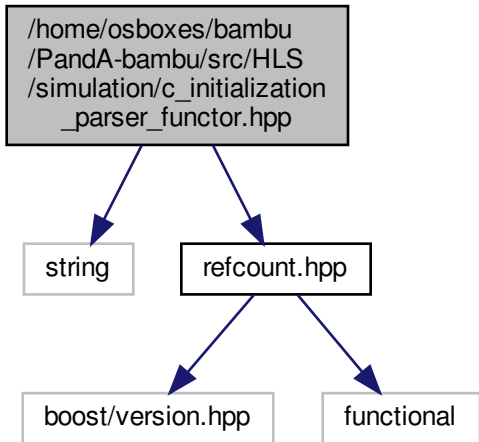 /home/osboxes/bambu
/PandA-bambu/src/HLS
/simulation/c_initialization
_parser_functor.hpp
string
refcount.hpp
boost/version.hpp
functional